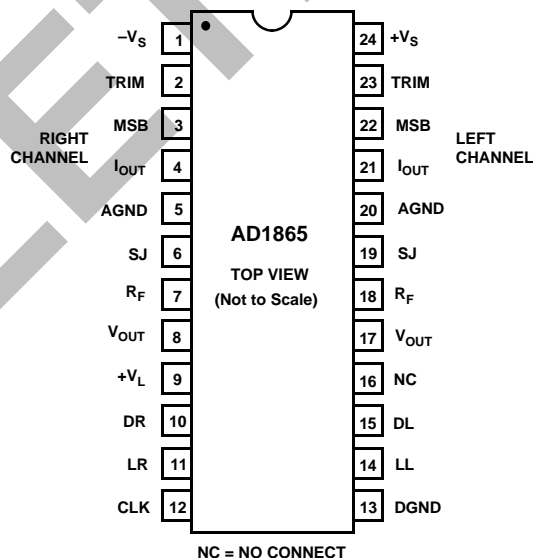 –VS 1 24 +VS
TRIM 2 23 TRIM
MSB 3 22 MSB
RIGHT CHANNEL
LEFT CHANNEL
IOUT 4 21 IOUT
AGND 5 20 AGND
AD1865
SJ 6 19 SJ
TOP VIEW
(Not to Scale)
RF 7 18 RF
VOUT 8 17 VOUT
+VL 9 16 NC
DR 10 15 DL
LR 11 14 LL
CLK 12 13 DGND
NC = NO CONNECT